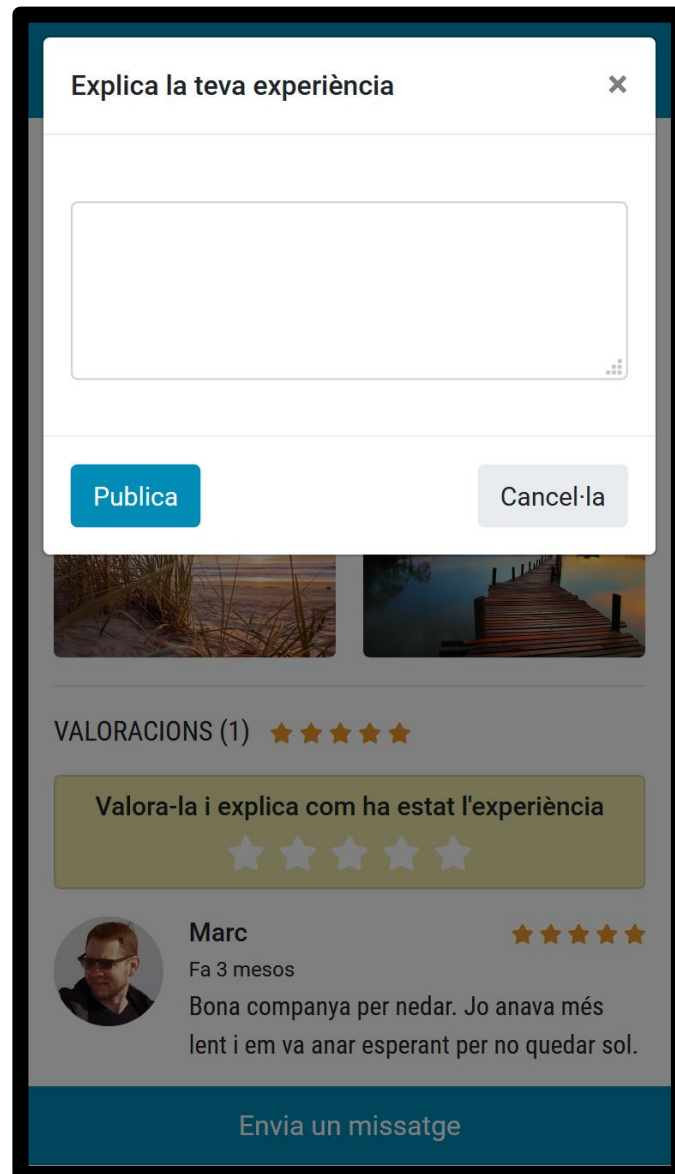 Explica la teva experiència ×
Publica
Cancel·la
VALORACIONS (1)
Valora-la i explica com ha estat l'experiència
Marc
Fa 3 mesos
Bona companya per nedar. Jo anava més
lent i em va anar esperant per no quedar sol.
Envia un missatge